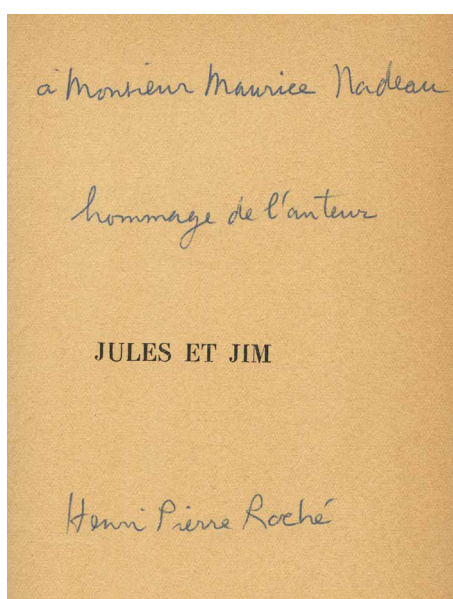 à Monsieur Maurice Nadeau
hommage de l'auteur
JULES ET JIM
Henri Pierre Roché